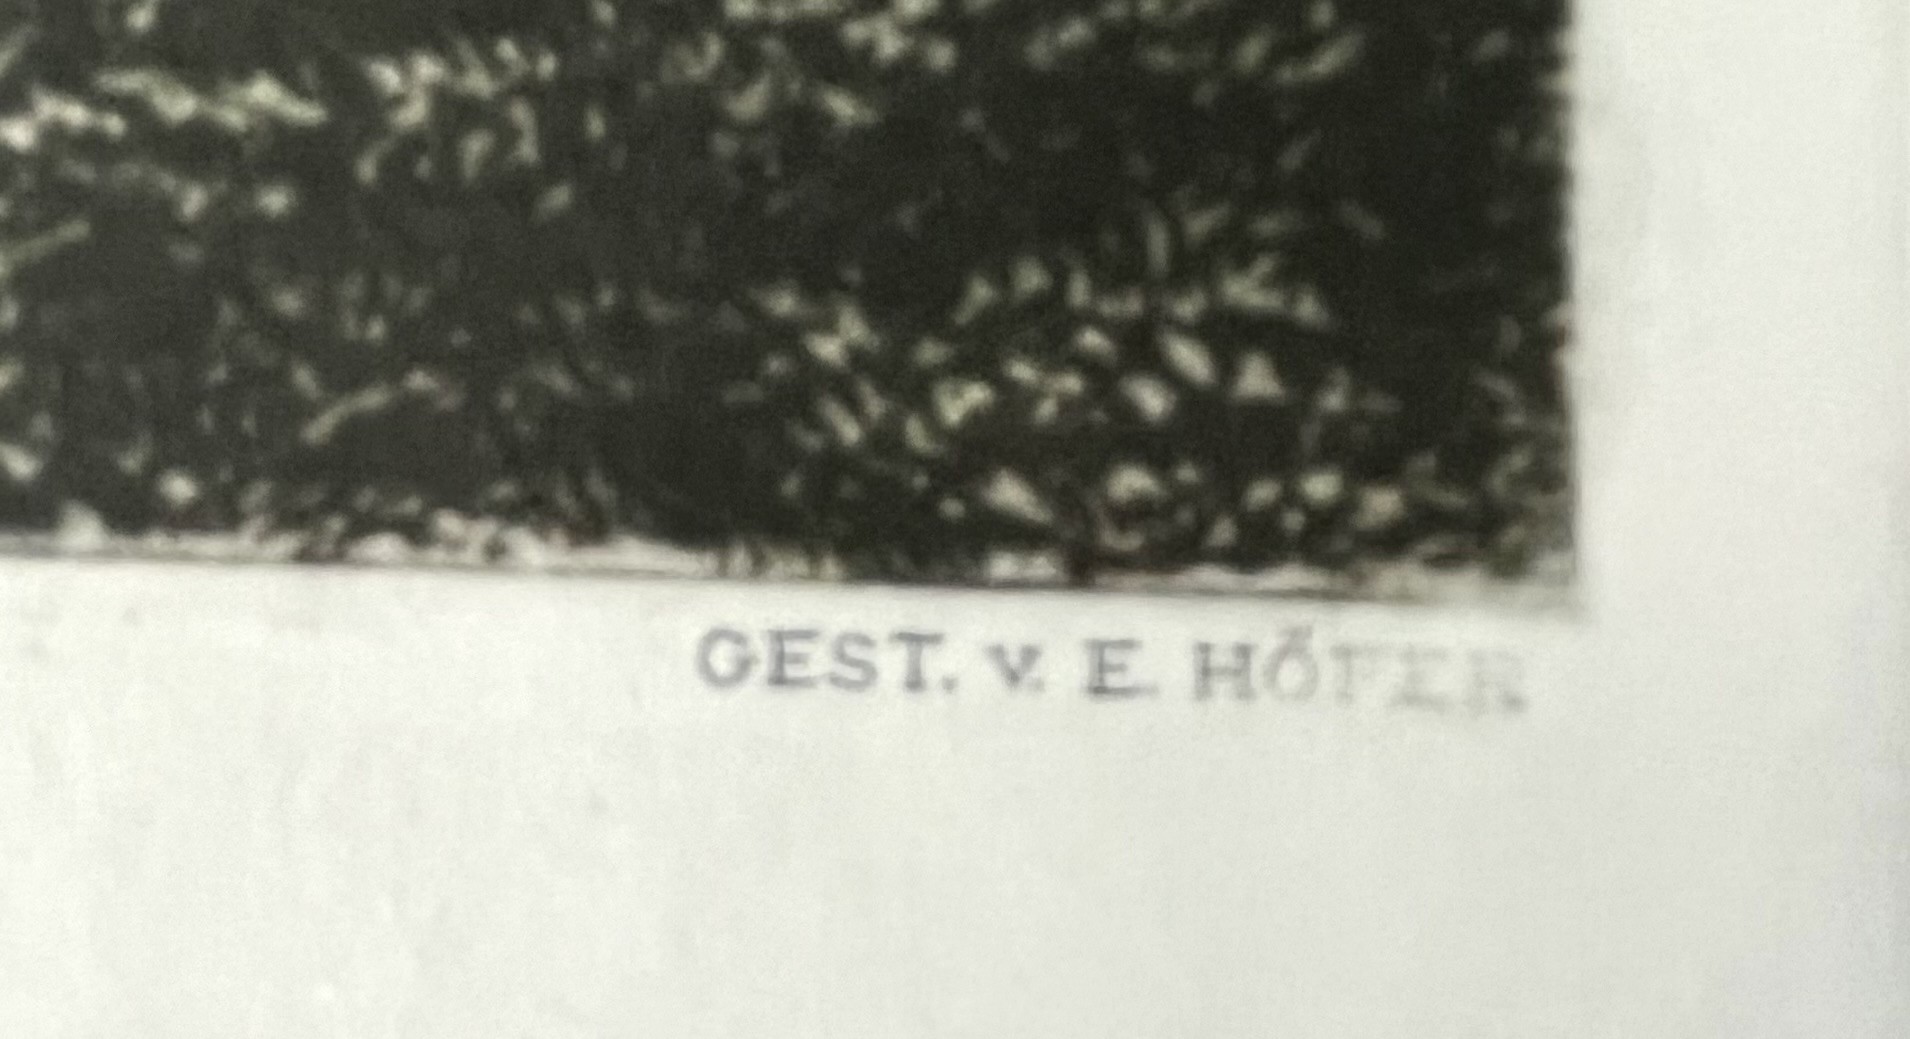 GEST. v. E. HÖFER